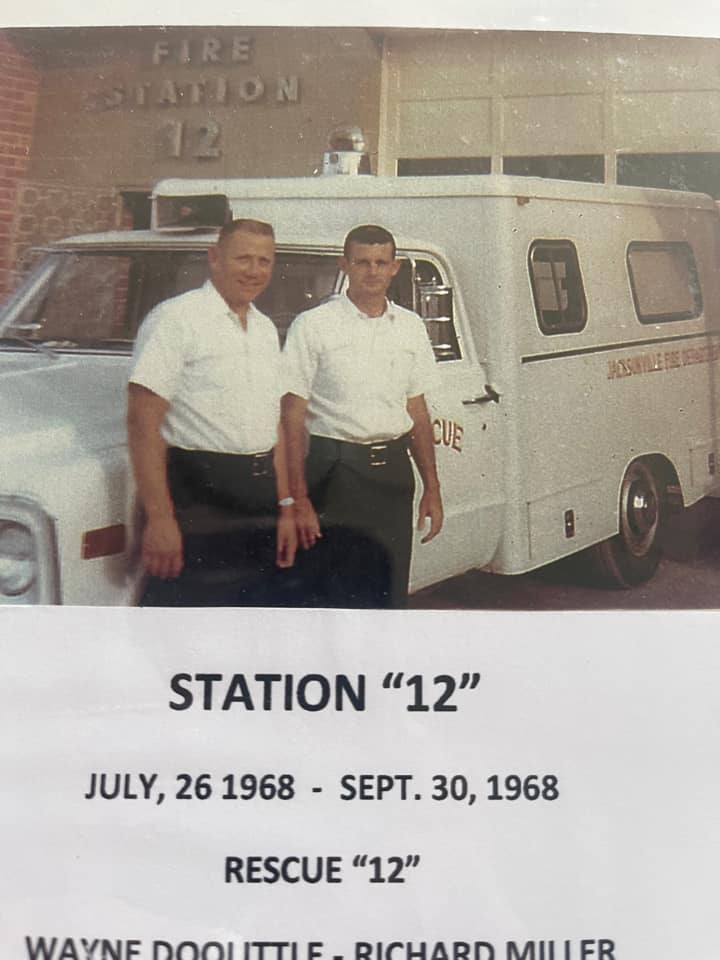 FIRE
STATION
12
CUE
JACKSONVILLE FIRE DEPARTMENT
STATION “12”
JULY, 26 1968 - SEPT. 30, 1968
RESCUE “12”
WAYNE DOOLITTLE - RICHARD MILLER